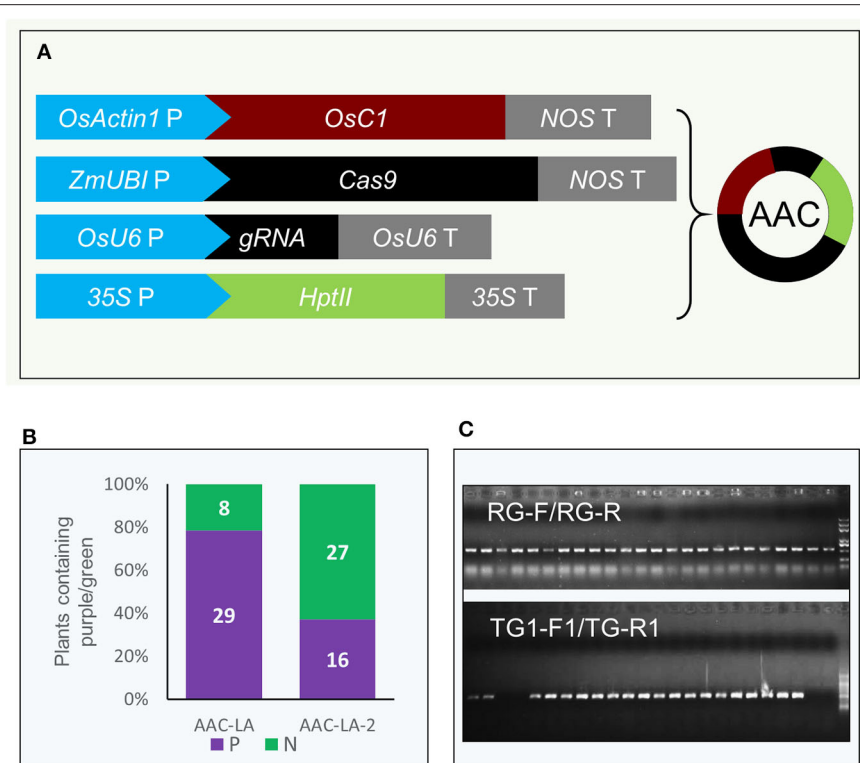 A
OsActin1 P OsC1 NOS T
ZmUBI P Cas9 NOS T
OsU6 P gRNA OsU6 T
35S P HptII 35S T
AAC
B
Plants containing
purple/green
100%
80%
60%
40%
20%
0%
8
29
27
16
AAC-LA AAC-LA-2
P N
C
RG-F/RG-R
TG1-F1/TG-R1